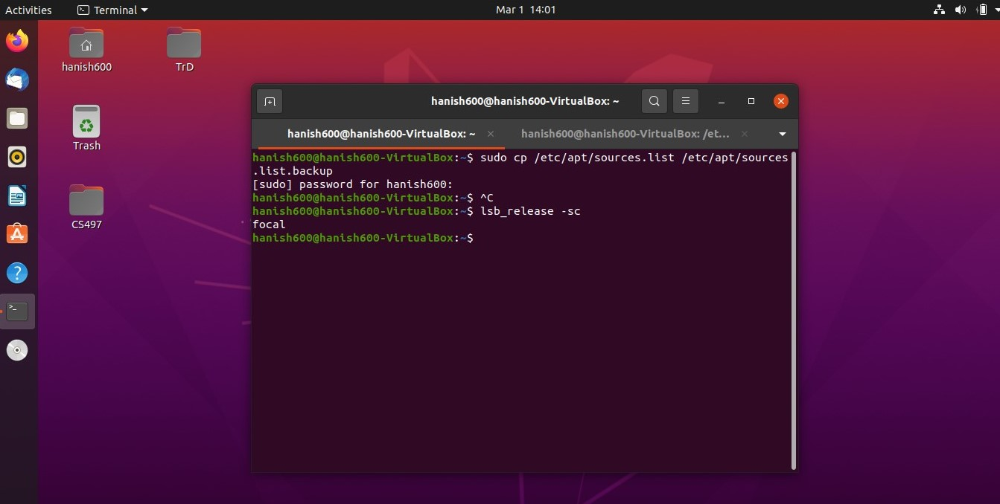 Activities
Terminal
Mar 1 14:01
hanish600
TrD
Trash
CS497
hanish600@hanish600-VirtualBox: ~
hanish600@hanish600-VirtualBox: ~
hanish600@hanish600-VirtualBox: /et...
hanish600@hanish600-VirtualBox:~$ sudo cp /etc/apt/sources.list /etc/apt/sources
.list.backup
[sudo] password for hanish600:
hanish600@hanish600-VirtualBox:~$ ^C
hanish600@hanish600-VirtualBox:~$ lsb_release -sc
focal
hanish600@hanish600-VirtualBox:~$